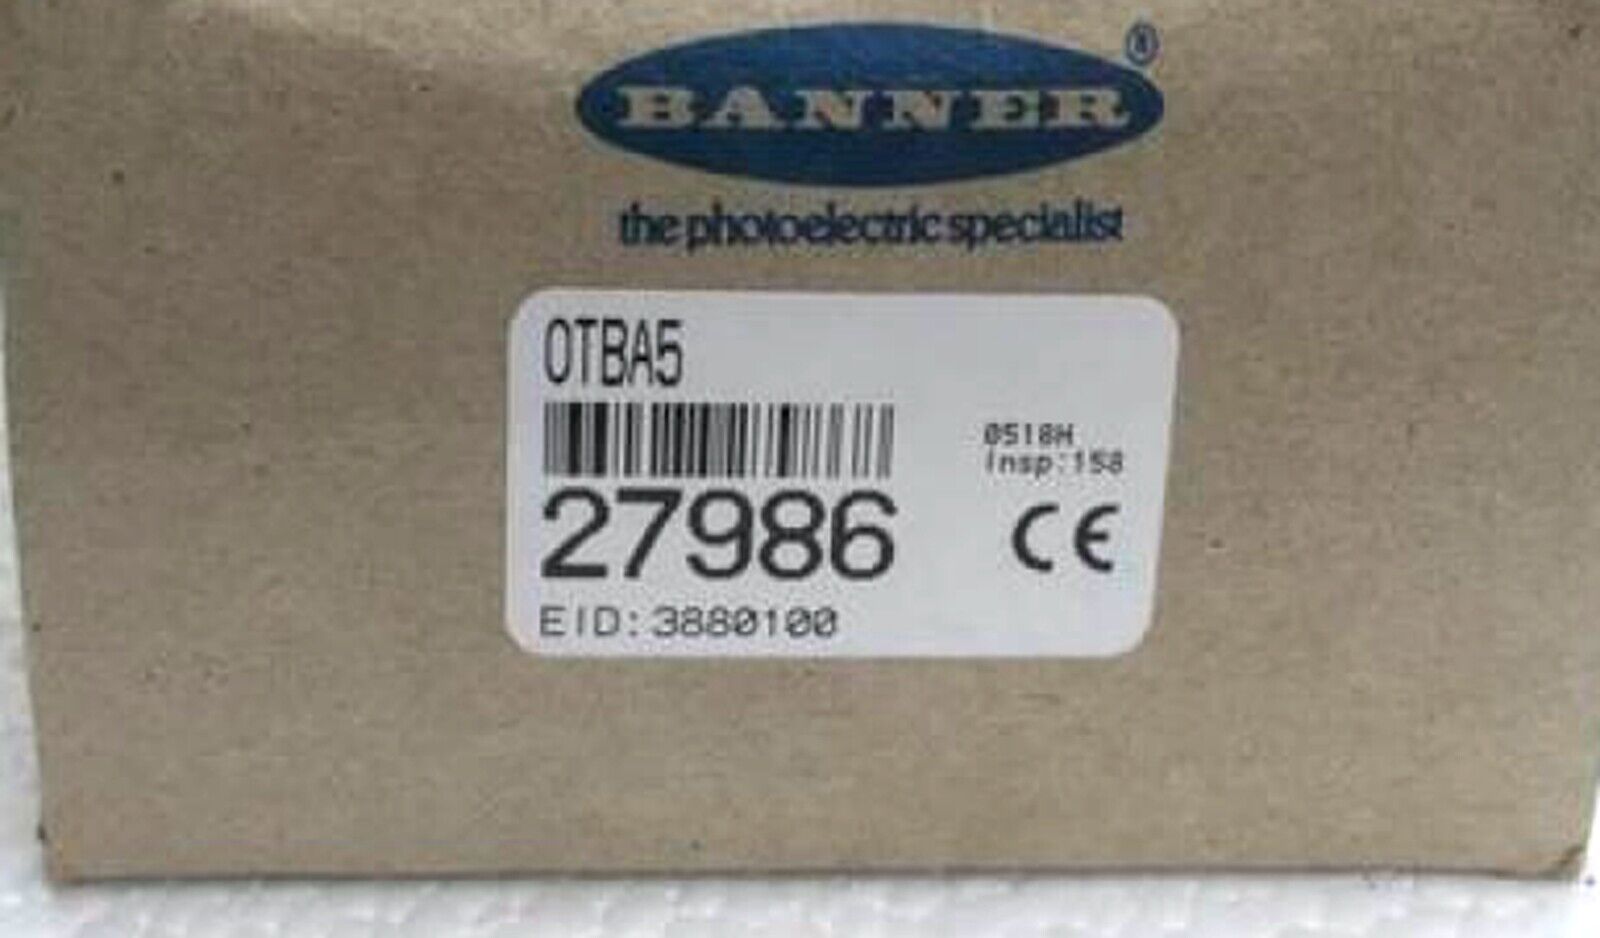 BANNER®
the photoelectric specialist
OTBA5
0518H
Insp:158
27986
CE
EID:3880100